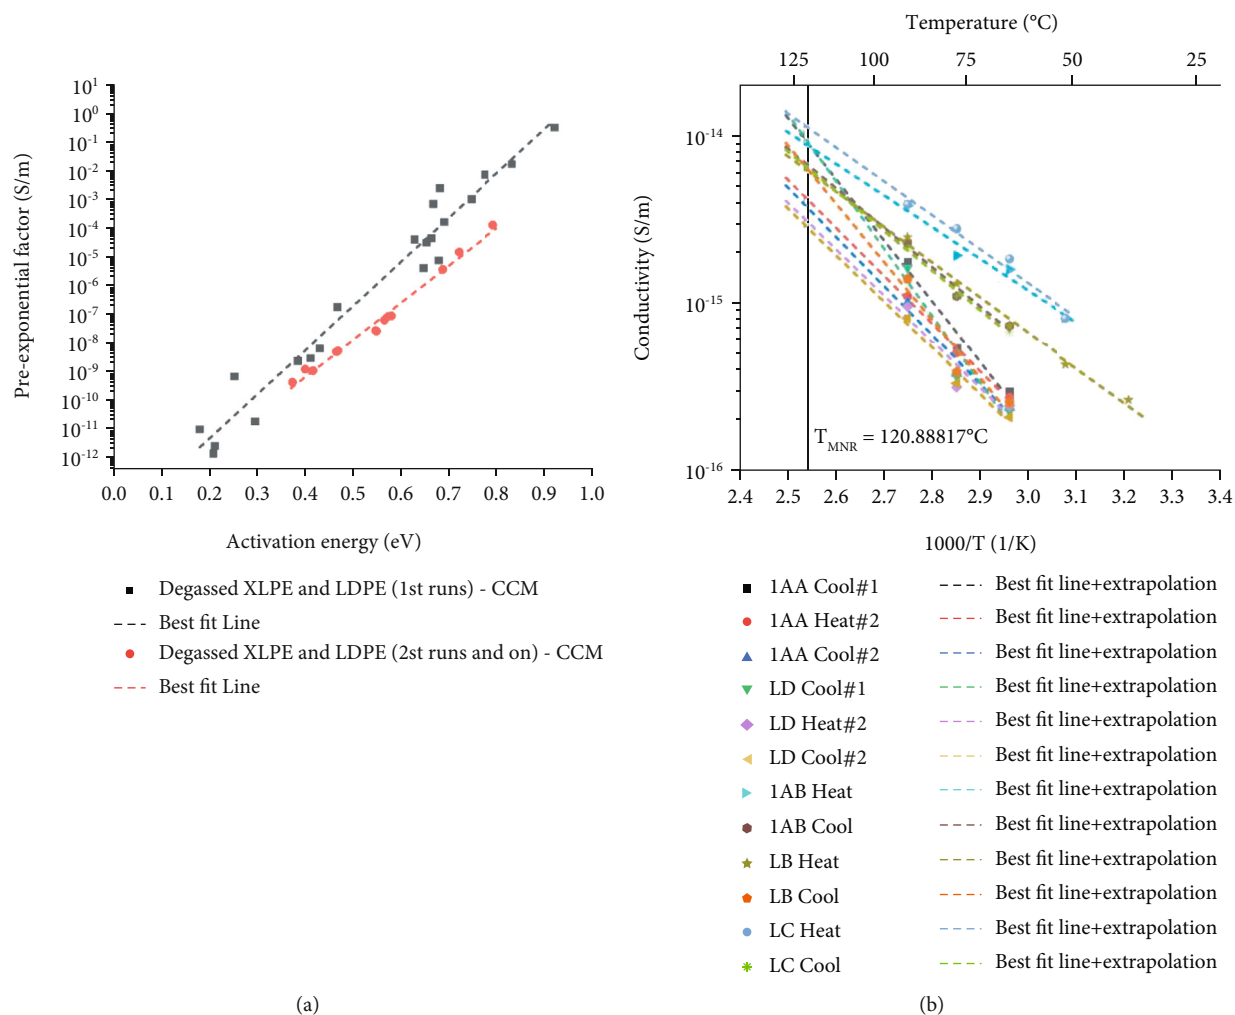 10^1
10^0
10^-1
10^-2
10^-3
10^-4
10^-5
10^-6
10^-7
10^-8
10^-9
10^-10
10^-11
10^-12
Pre-exponential factor (S/m)
0.0 0.1 0.2 0.3 0.4 0.5 0.6 0.7 0.8 0.9 1.0
Activation energy (eV)
Degassed XLPE and LDPE (1st runs) - CCM
Best fit Line
Degassed XLPE and LDPE (2st runs and on) - CCM
Best fit Line
(a)
Temperature (°C)
125 100 75 50 25
10^-14
10^-15
10^-16
Conductivity (S/m)
T_MNR = 120.88817°C
2.4 2.5 2.6 2.7 2.8 2.9 3.0 3.1 3.2 3.3 3.4
1000/T (1/K)
1AA Cool#1 Best fit line+extrapolation
1AA Heat#2 Best fit line+extrapolation
1AA Cool#2 Best fit line+extrapolation
LD Cool#1 Best fit line+extrapolation
LD Heat#2 Best fit line+extrapolation
LD Cool#2 Best fit line+extrapolation
1AB Heat Best fit line+extrapolation
1AB Cool Best fit line+extrapolation
LB Heat Best fit line+extrapolation
LB Cool Best fit line+extrapolation
LC Heat Best fit line+extrapolation
LC Cool Best fit line+extrapolation
(b)